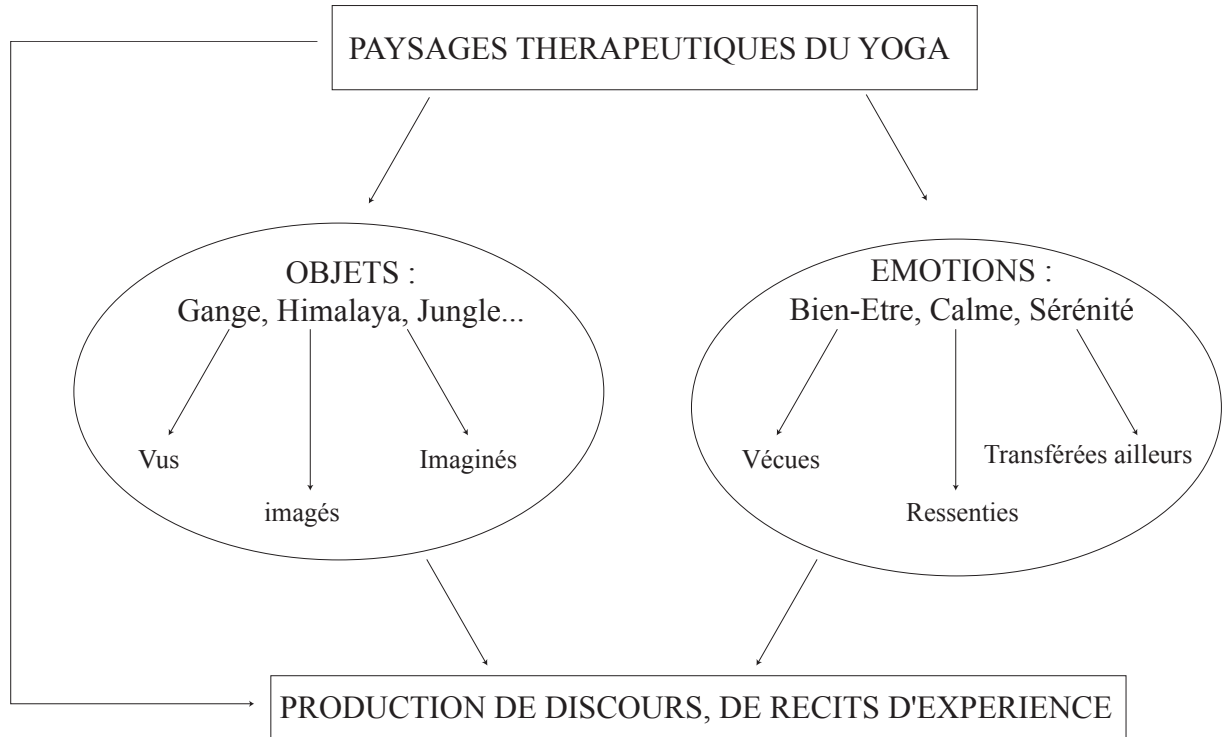 PAYSAGES THERAPEUTIQUES DU YOGA
OBJETS :
Gange, Himalaya, Jungle...
Vus
imagés
Imaginés
EMOTIONS :
Bien-Etre, Calme, Sérénité
Vécues
Ressenties
Transférées ailleurs
PRODUCTION DE DISCOURS, DE RECITS D'EXPERIENCE